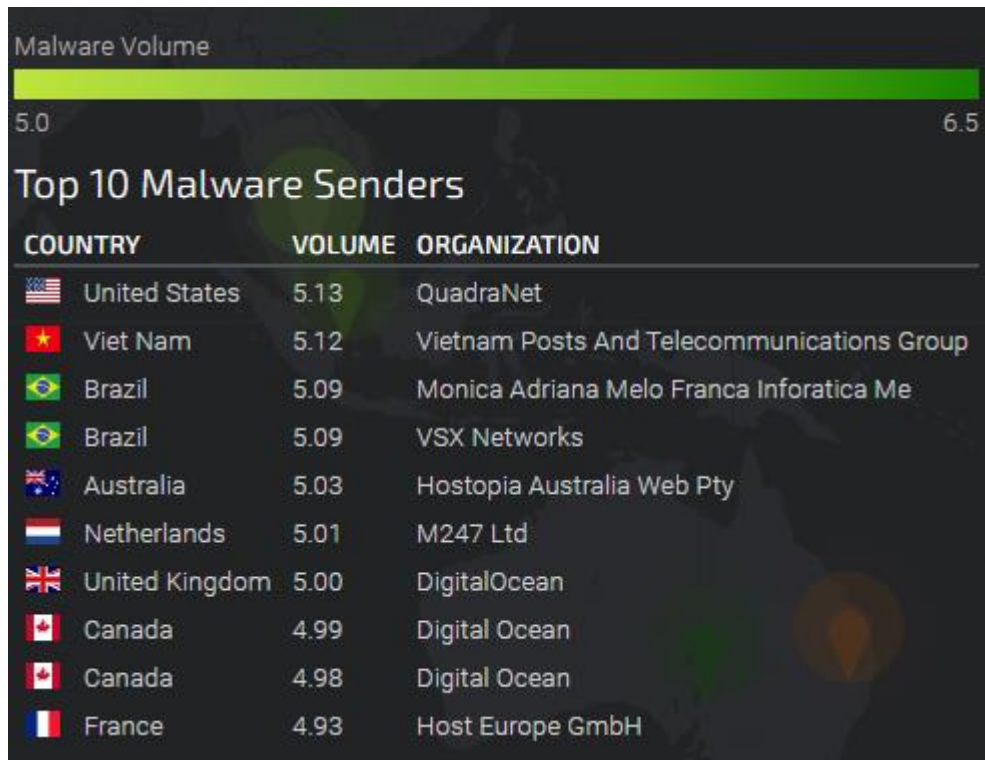 Malware Volume
5.0 6.5
Top 10 Malware Senders
COUNTRY VOLUME ORGANIZATION
United States 5.13 QuadraNet
Viet Nam 5.12 Vietnam Posts And Telecommunications Group
Brazil 5.09 Monica Adriana Melo Franca Inforatica Me
Brazil 5.09 VSX Networks
Australia 5.03 Hostopia Australia Web Pty
Netherlands 5.01 M247 Ltd
United Kingdom 5.00 DigitalOcean
Canada 4.99 Digital Ocean
Canada 4.98 Digital Ocean
France 4.93 Host Europe GmbH